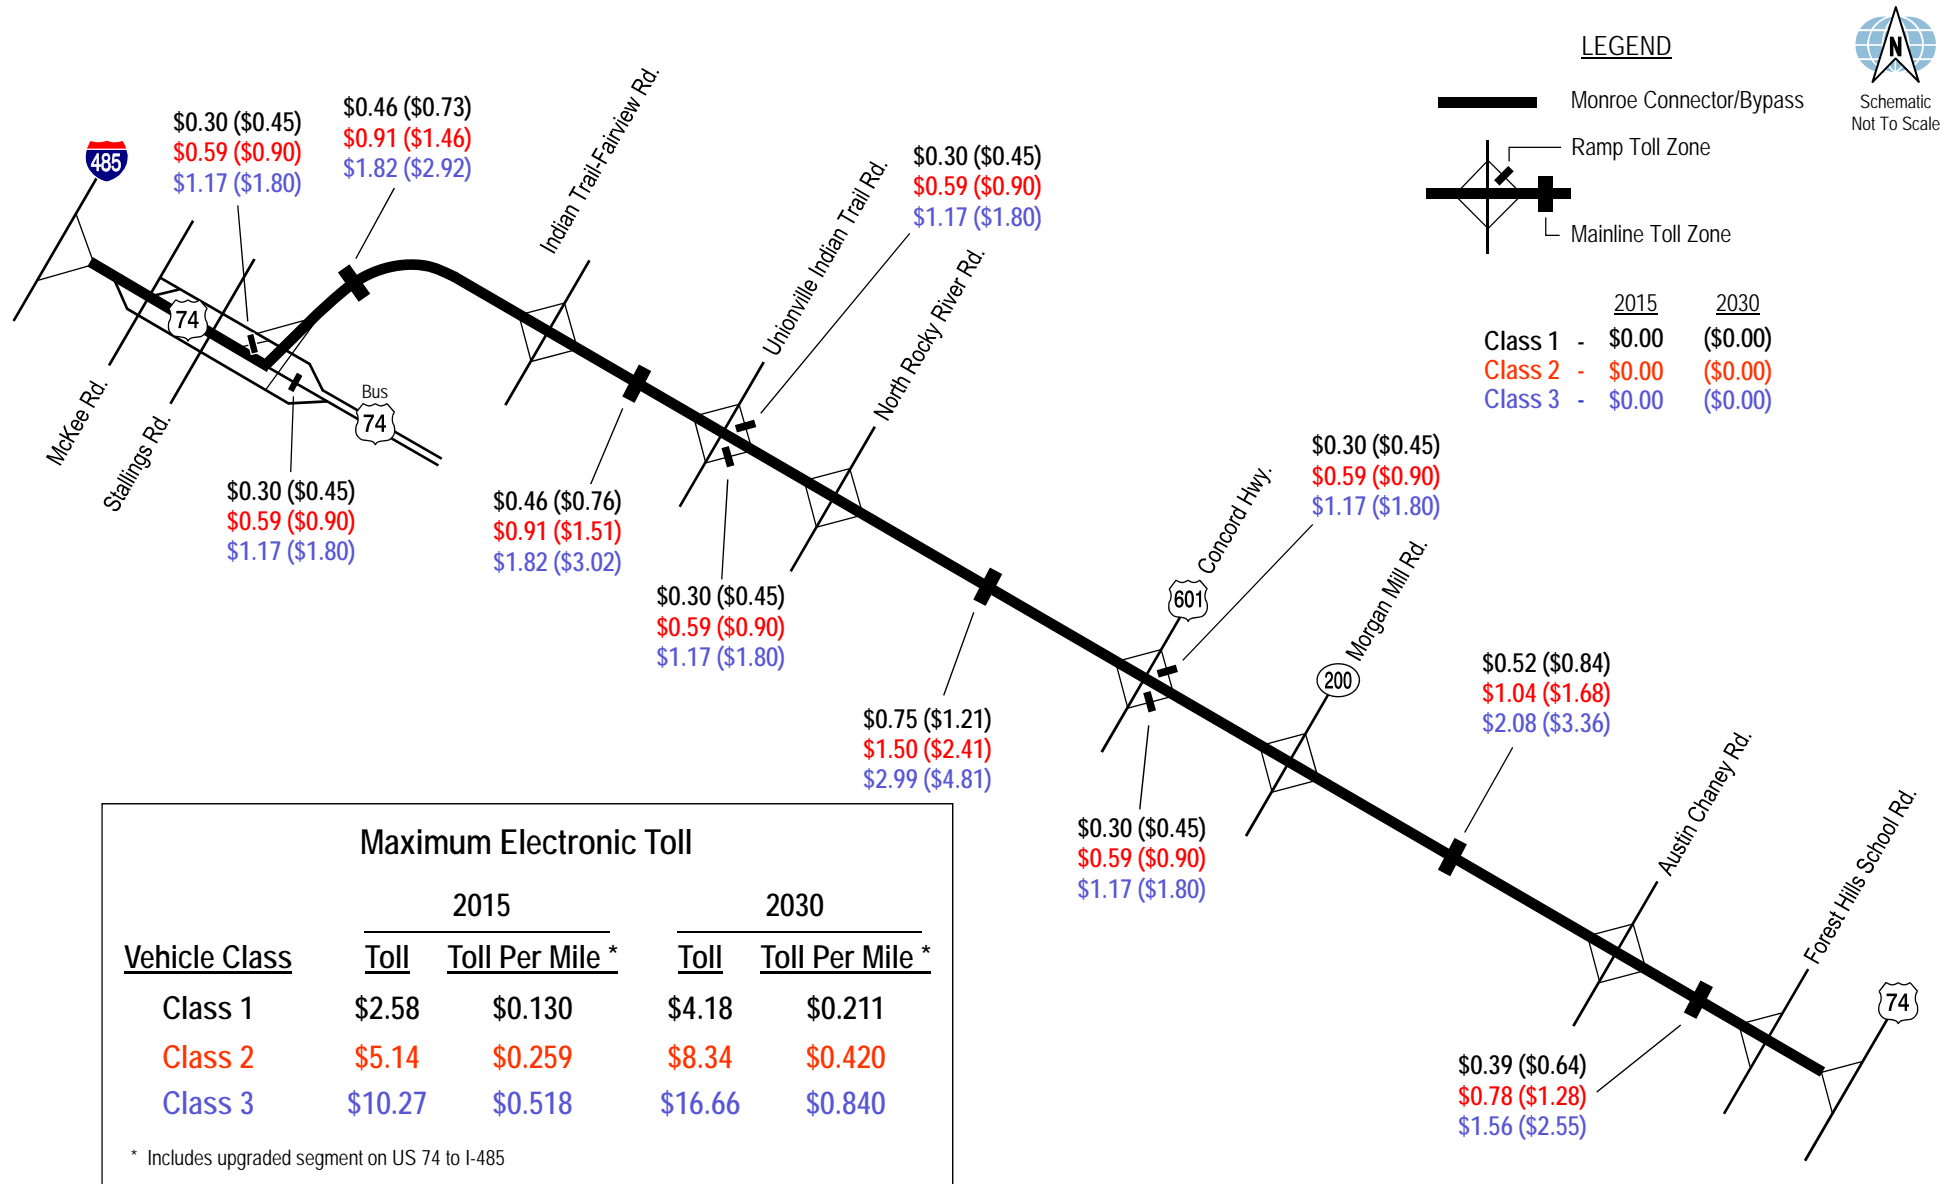 LEGEND
Monroe Connector/Bypass
Ramp Toll Zone
Mainline Toll Zone
N
Schematic
Not To Scale
2015 2030
Class 1 - $0.00 ($0.00)
Class 2 - $0.00 ($0.00)
Class 3 - $0.00 ($0.00)
485
$0.30 ($0.45)
$0.59 ($0.90)
$1.17 ($1.80)
$0.46 ($0.73)
$0.91 ($1.46)
$1.82 ($2.92)
Indian Trail-Fairview Rd.
Unionville Indian Trail Rd.
$0.30 ($0.45)
$0.59 ($0.90)
$1.17 ($1.80)
North Rocky River Rd.
74
McKee Rd.
Stallings Rd.
Bus
74
$0.30 ($0.45)
$0.59 ($0.90)
$1.17 ($1.80)
$0.46 ($0.76)
$0.91 ($1.51)
$1.82 ($3.02)
$0.30 ($0.45)
$0.59 ($0.90)
$1.17 ($1.80)
$0.75 ($1.21)
$1.50 ($2.41)
$2.99 ($4.81)
Concord Hwy.
601
$0.30 ($0.45)
$0.59 ($0.90)
$1.17 ($1.80)
Morgan Mill Rd.
200
$0.30 ($0.45)
$0.59 ($0.90)
$1.17 ($1.80)
$0.52 ($0.84)
$1.04 ($1.68)
$2.08 ($3.36)
Austin Chaney Rd.
Forest Hills School Rd.
74
$0.39 ($0.64)
$0.78 ($1.28)
$1.56 ($2.55)
Maximum Electronic Toll
2015 2030
Vehicle Class Toll Toll Per Mile * Toll Toll Per Mile *
Class 1 $2.58 $0.130 $4.18 $0.211
Class 2 $5.14 $0.259 $8.34 $0.420
Class 3 $10.27 $0.518 $16.66 $0.840
* Includes upgraded segment on US 74 to I-485